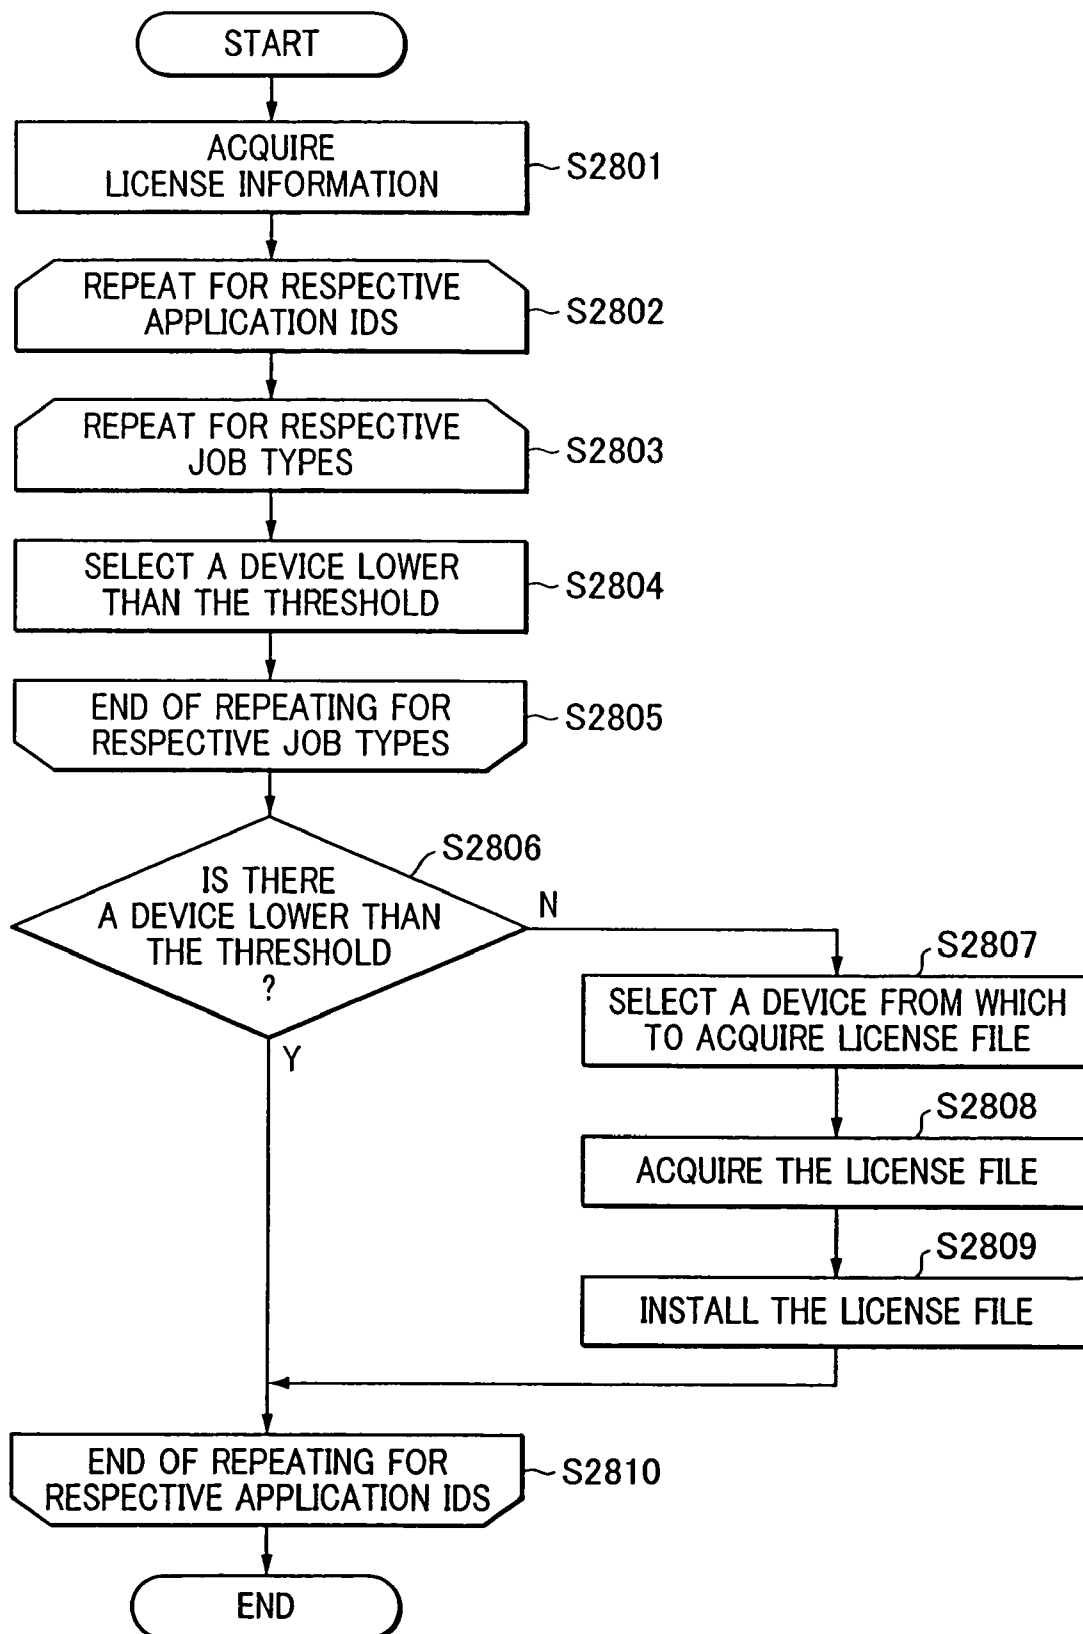 START
ACQUIRE
LICENSE INFORMATION
S2801
REPEAT FOR RESPECTIVE
APPLICATION IDS
S2802
REPEAT FOR RESPECTIVE
JOB TYPES
S2803
SELECT A DEVICE LOWER
THAN THE THRESHOLD
S2804
END OF REPEATING FOR
RESPECTIVE JOB TYPES
S2805
S2806
IS THERE
A DEVICE LOWER THAN
THE THRESHOLD
?
N
Y
S2807
SELECT A DEVICE FROM WHICH
TO ACQUIRE LICENSE FILE
S2808
ACQUIRE THE LICENSE FILE
S2809
INSTALL THE LICENSE FILE
END OF REPEATING FOR
RESPECTIVE APPLICATION IDS
S2810
END